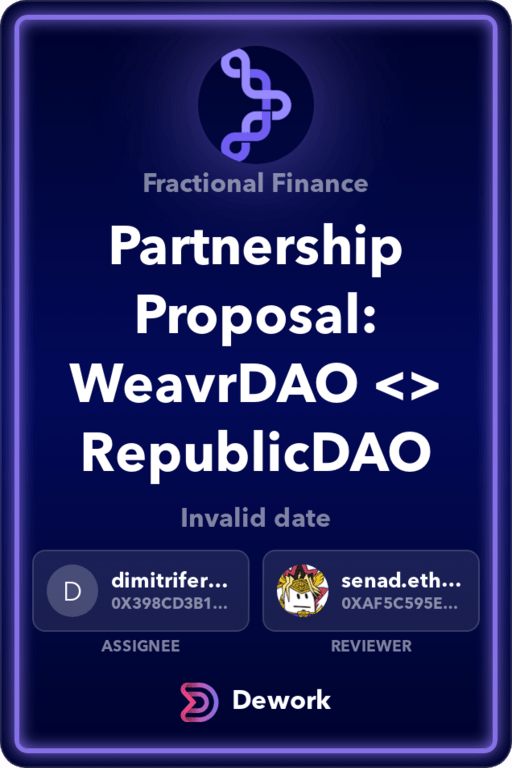 Fractional Finance
Partnership
Proposal:
WeavrDAO <>
RepublicDAO
Invalid date
D
dimitrifer...
0X398CD3B1...
ASSIGNEE
senad.eth...
0XAF5C595E...
REVIEWER
Dework